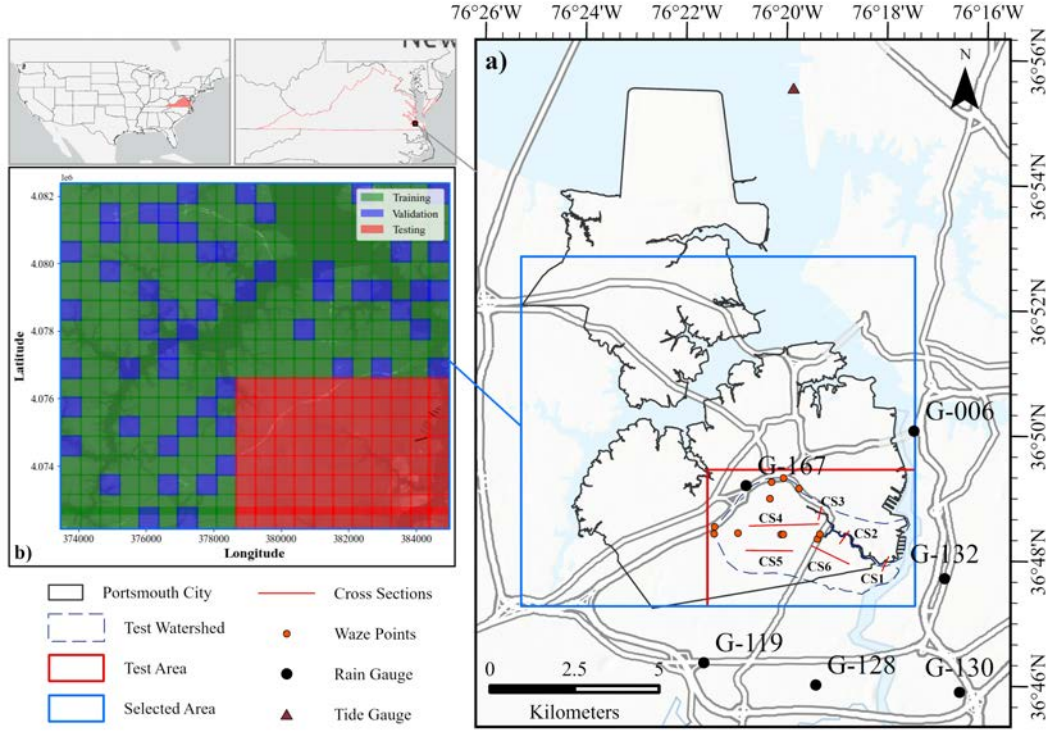 76°26'W 76°24'W 76°22'W 76°20'W 76°18'W 76°16'W
New
a)
N
36°56'N
36°54'N
36°52'N
36°50'N
36°48'N
36°46'N
1e6
4.082
4.080
4.078
4.076
4.074
Latitude
Training
Validation
Testing
374000 376000 378000 380000 382000 384000
Longitude
b)
G-006
G-167
CS3
CS4
CS2
CS5
CS6
CS1
G-132
G-119
G-128
G-130
0 2.5 5
Kilometers
Portsmouth City
Test Watershed
Test Area
Selected Area
Cross Sections
Waze Points
Rain Gauge
Tide Gauge